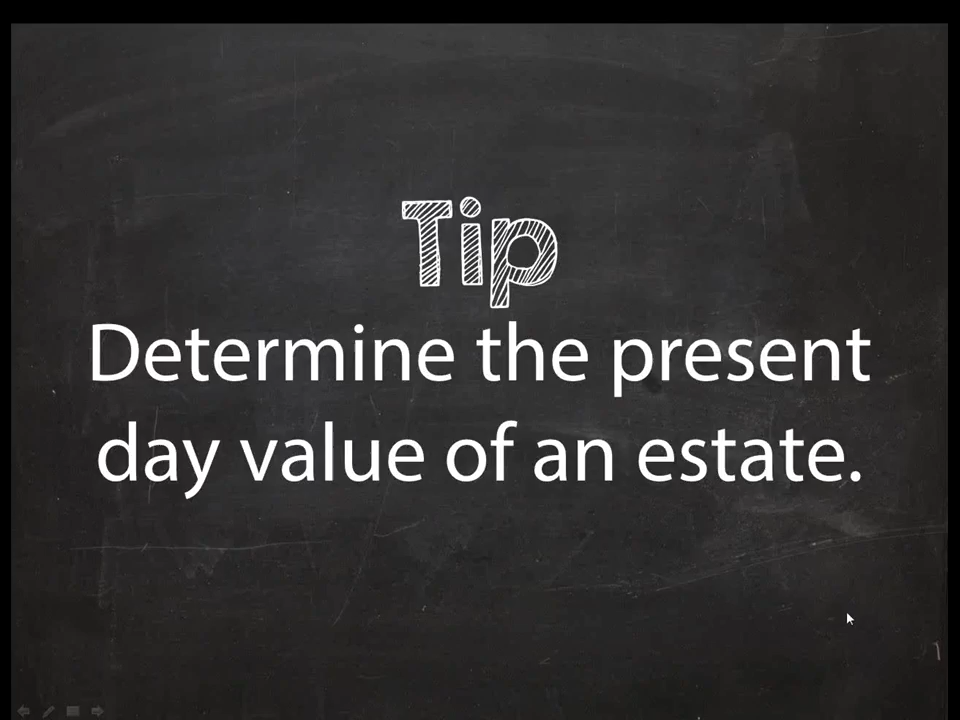 Tip
Determine the present
day value of an estate.